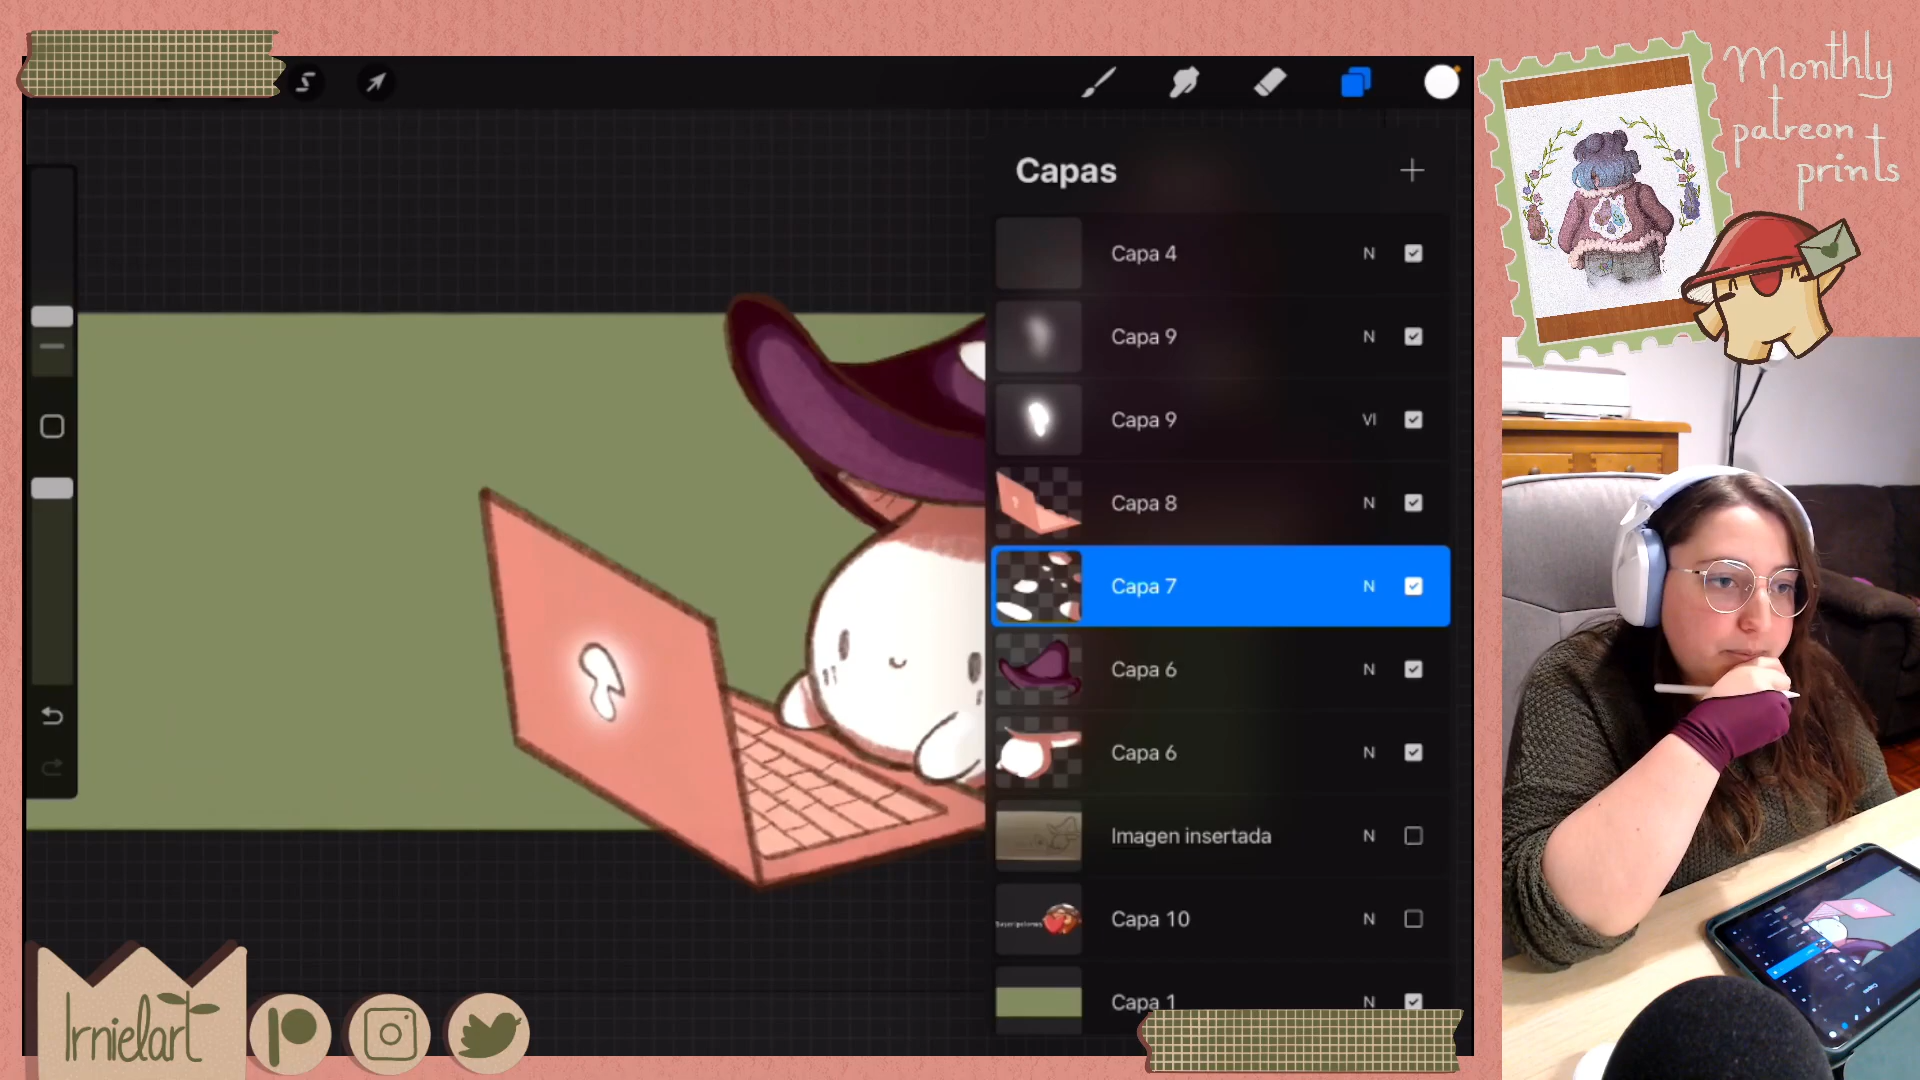 Monthly
patreon
prints
Capas
Capa 4
N
Capa 9
N
Capa 9
VI
Capa 8
N
Capa 7
N
Capa 6
N
Capa 6
N
Imagen insertada
N
Capa 10
N
Capa 1
N
Irnielart